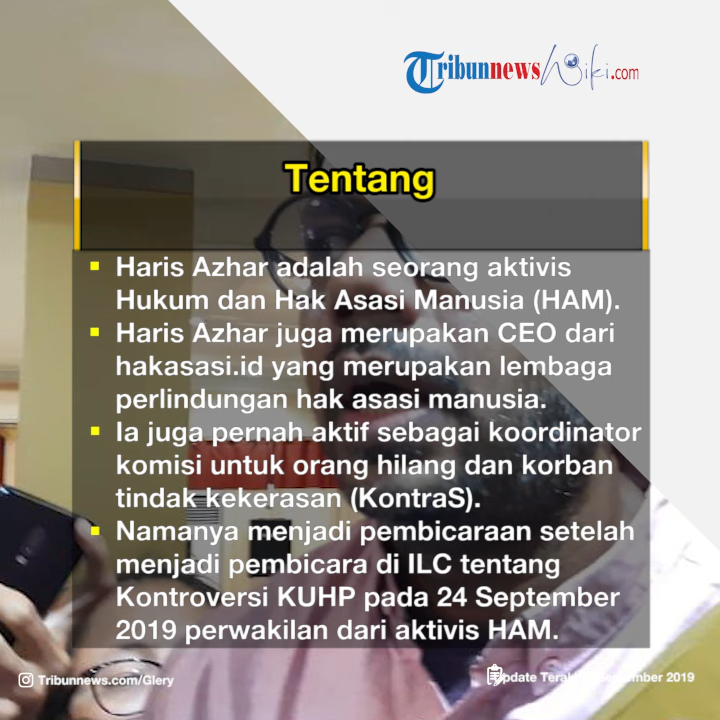 Tribunnews Wiki.com
Tentang
Haris Azhar adalah seorang aktivis
Hukum dan Hak Asasi Manusia (HAM).
Haris Azhar juga merupakan CEO dari
hakasasi.id yang merupakan lembaga
perlindungan hak asasi manusia.
Ia juga pernah aktif sebagai koordinator
komisi untuk orang hilang dan korban
tindak kekerasan (KontraS).
Namanya menjadi pembicaraan setelah
menjadi pembicara di ILC tentang
Kontroversi KUHP pada 24 September
2019 perwakilan dari aktivis HAM.
Tribunnews.com/Glery
2019